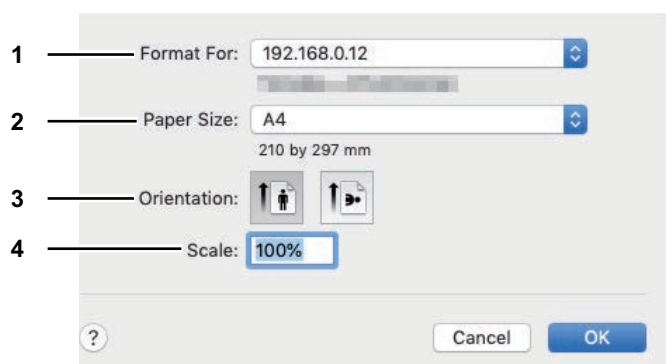 1 Format For: 192.168.0.12
2 Paper Size: A4
210 by 297 mm
3 Orientation:
4 Scale: 100%
? Cancel OK